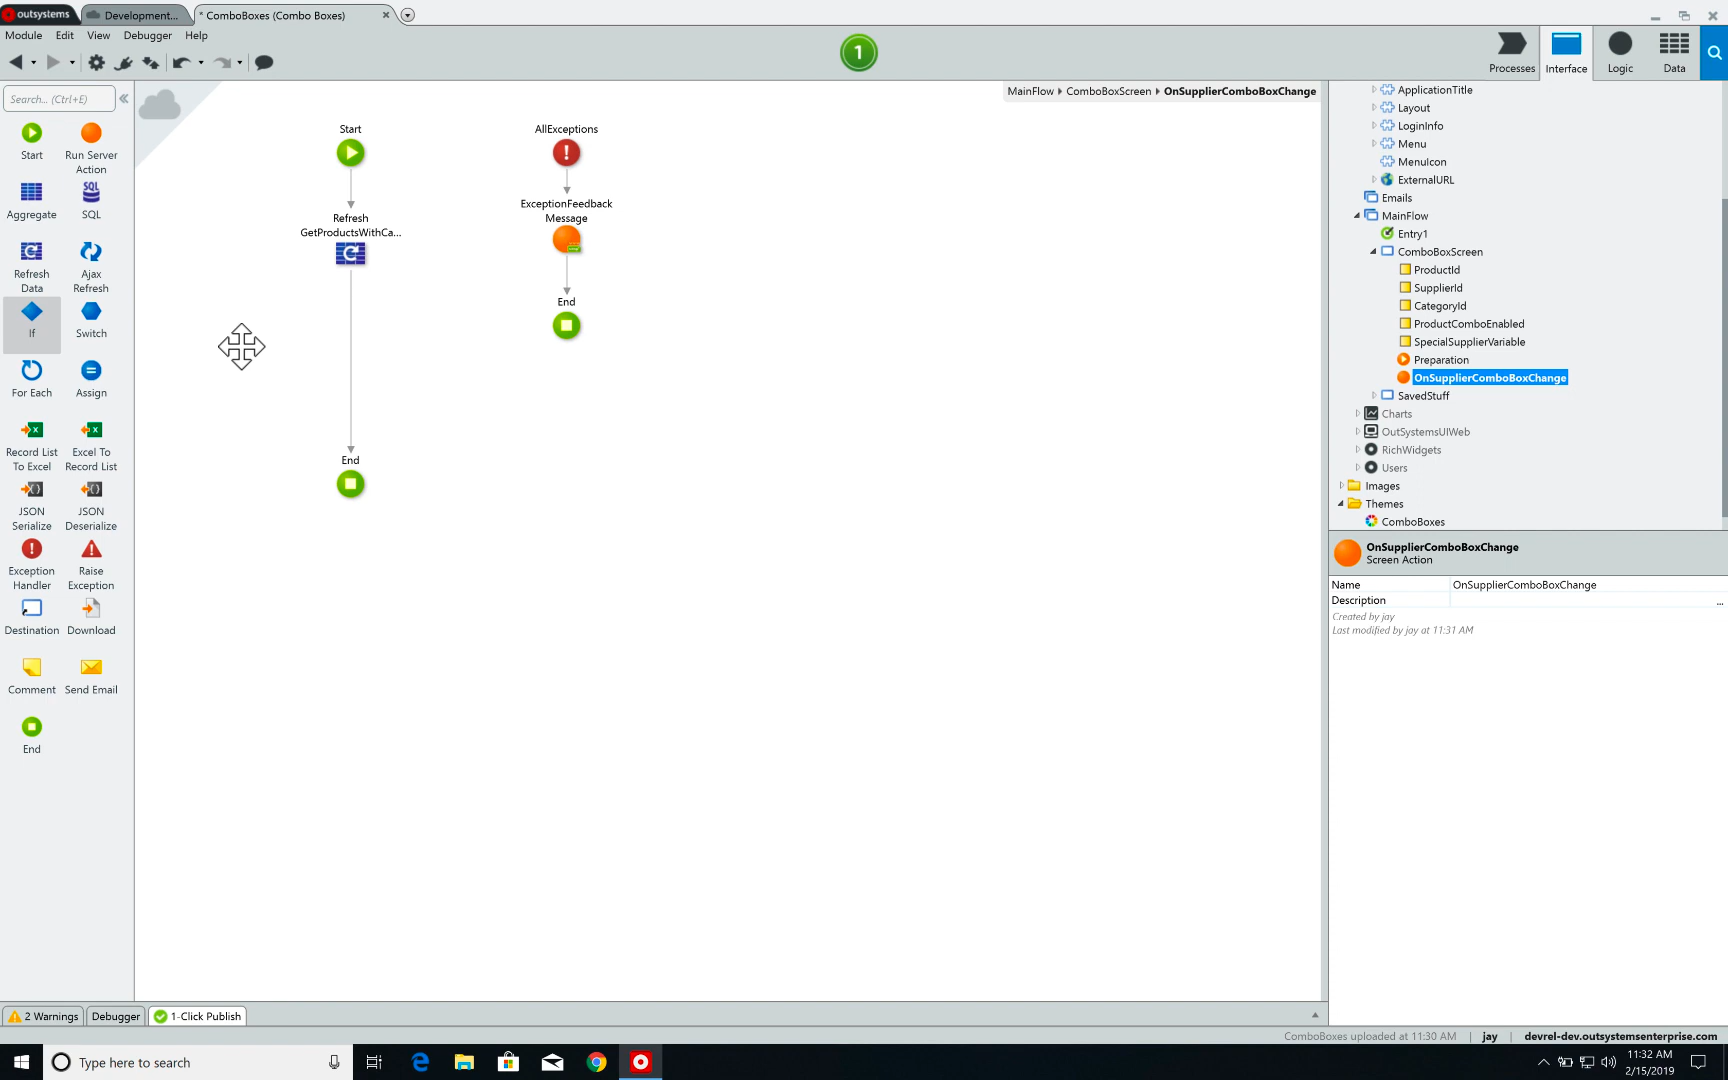 outsystems
Development...
* ComboBoxes (Combo Boxes)
Module Edit View Debugger Help
1
Processes
Interface
Logic
Data
Search... (Ctrl+E)
MainFlow ComboBoxScreen OnSupplierComboBoxChange
Start
Run Server
Action
Aggregate
SQL
Refresh
Data
Ajax
Refresh
If
Switch
For Each
Assign
Record List
To Excel
Excel To
Record List
JSON
Serialize
JSON
Deserialize
Exception
Handler
Raise
Exception
Destination
Download
Comment
Send Email
End
Start
Refresh
GetProductsWithCa...
End
AllExceptions
ExceptionFeedback
Message
End
ApplicationTitle
Layout
LoginInfo
Menu
MenuIcon
ExternalURL
Emails
MainFlow
Entry1
ComboBoxScreen
ProductId
SupplierId
CategoryId
ProductComboEnabled
SpecialSupplierVariable
Preparation
OnSupplierComboBoxChange
SavedStuff
Charts
OutSystemsUIWeb
RichWidgets
Users
Images
Themes
ComboBoxes
OnSupplierComboBoxChange
Screen Action
Name OnSupplierComboBoxChange
Description ...
Created by jay
Last modified by jay at 11:31 AM
2 Warnings
Debugger
1-Click Publish
ComboBoxes uploaded at 11:30 AM jay devrel-dev.outsystemsenterprise.com
Type here to search
11:32 AM
2/15/2019